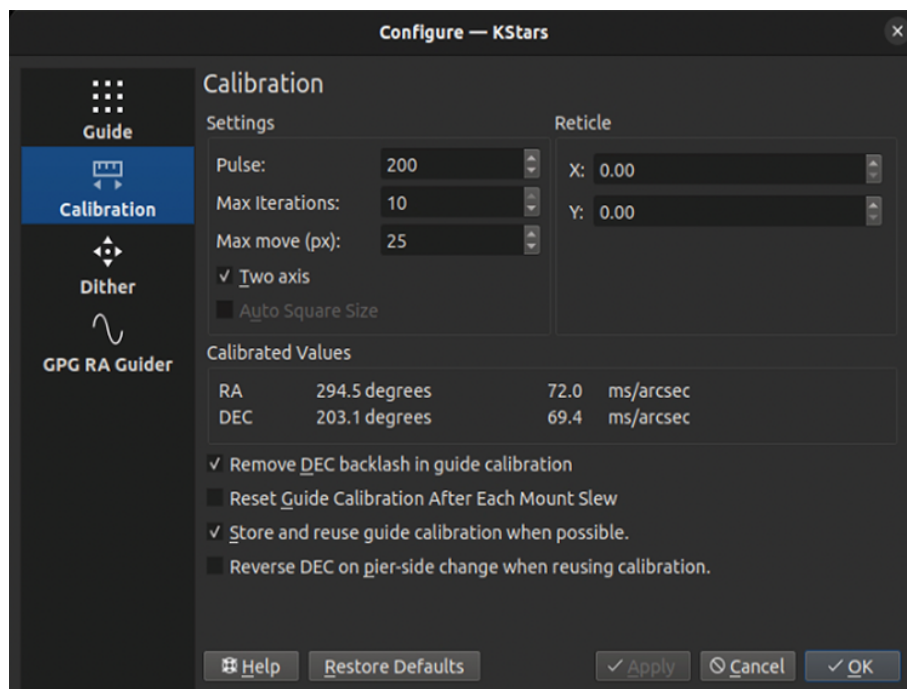 Configure — KStars
Guide
Calibration
Dither
GPG RA Guider
Calibration
Settings
Pulse: 200
Max Iterations: 10
Max move (px): 25
Two axis
Auto Square Size
Reticle
X: 0.00
Y: 0.00
Calibrated Values
RA 294.5 degrees 72.0 ms/arcsec
DEC 203.1 degrees 69.4 ms/arcsec
Remove DEC backlash in guide calibration
Reset Guide Calibration After Each Mount Slew
Store and reuse guide calibration when possible.
Reverse DEC on pier-side change when reusing calibration.
Help Restore Defaults Apply Cancel OK